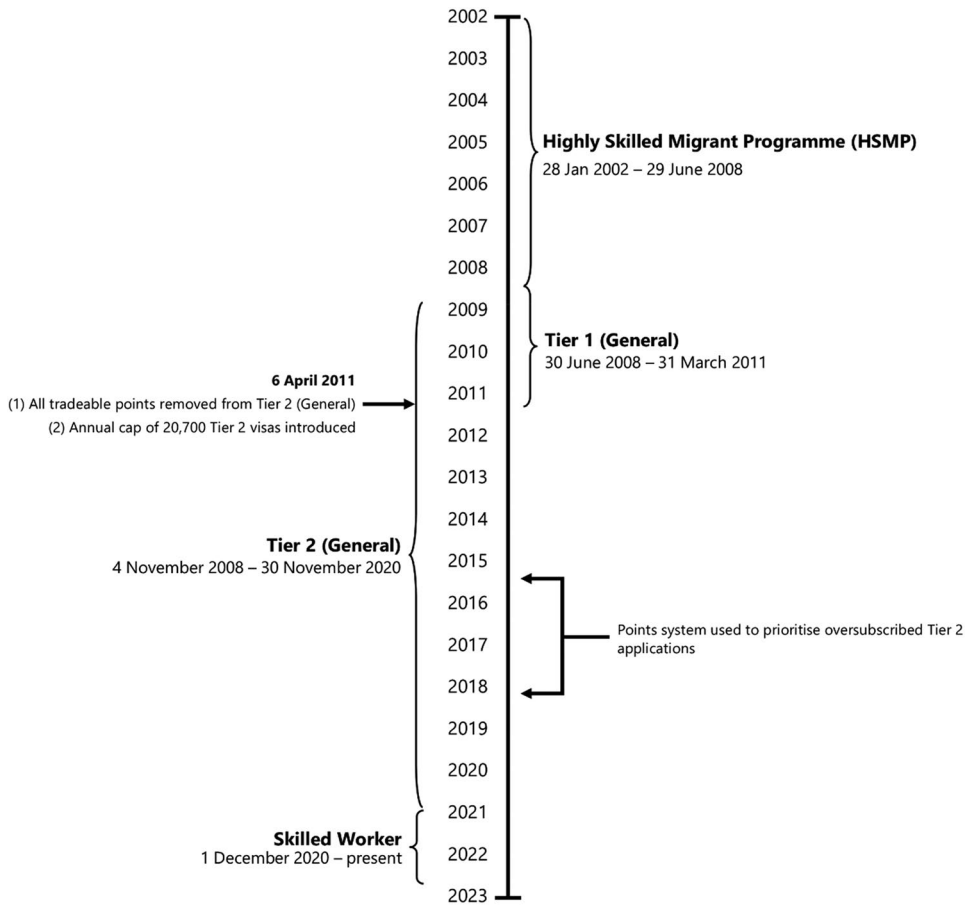 2002
2003
2004
2005
Highly Skilled Migrant Programme (HSMP)
28 Jan 2002 – 29 June 2008
2006
2007
2008
2009
Tier 1 (General)
30 June 2008 – 31 March 2011
2010
6 April 2011
(1) All tradeable points removed from Tier 2 (General)
(2) Annual cap of 20,700 Tier 2 visas introduced
2011
2012
2013
2014
Tier 2 (General)
4 November 2008 – 30 November 2020
2015
2016
Points system used to prioritise oversubscribed Tier 2
applications
2017
2018
2019
2020
2021
Skilled Worker
1 December 2020 – present
2022
2023